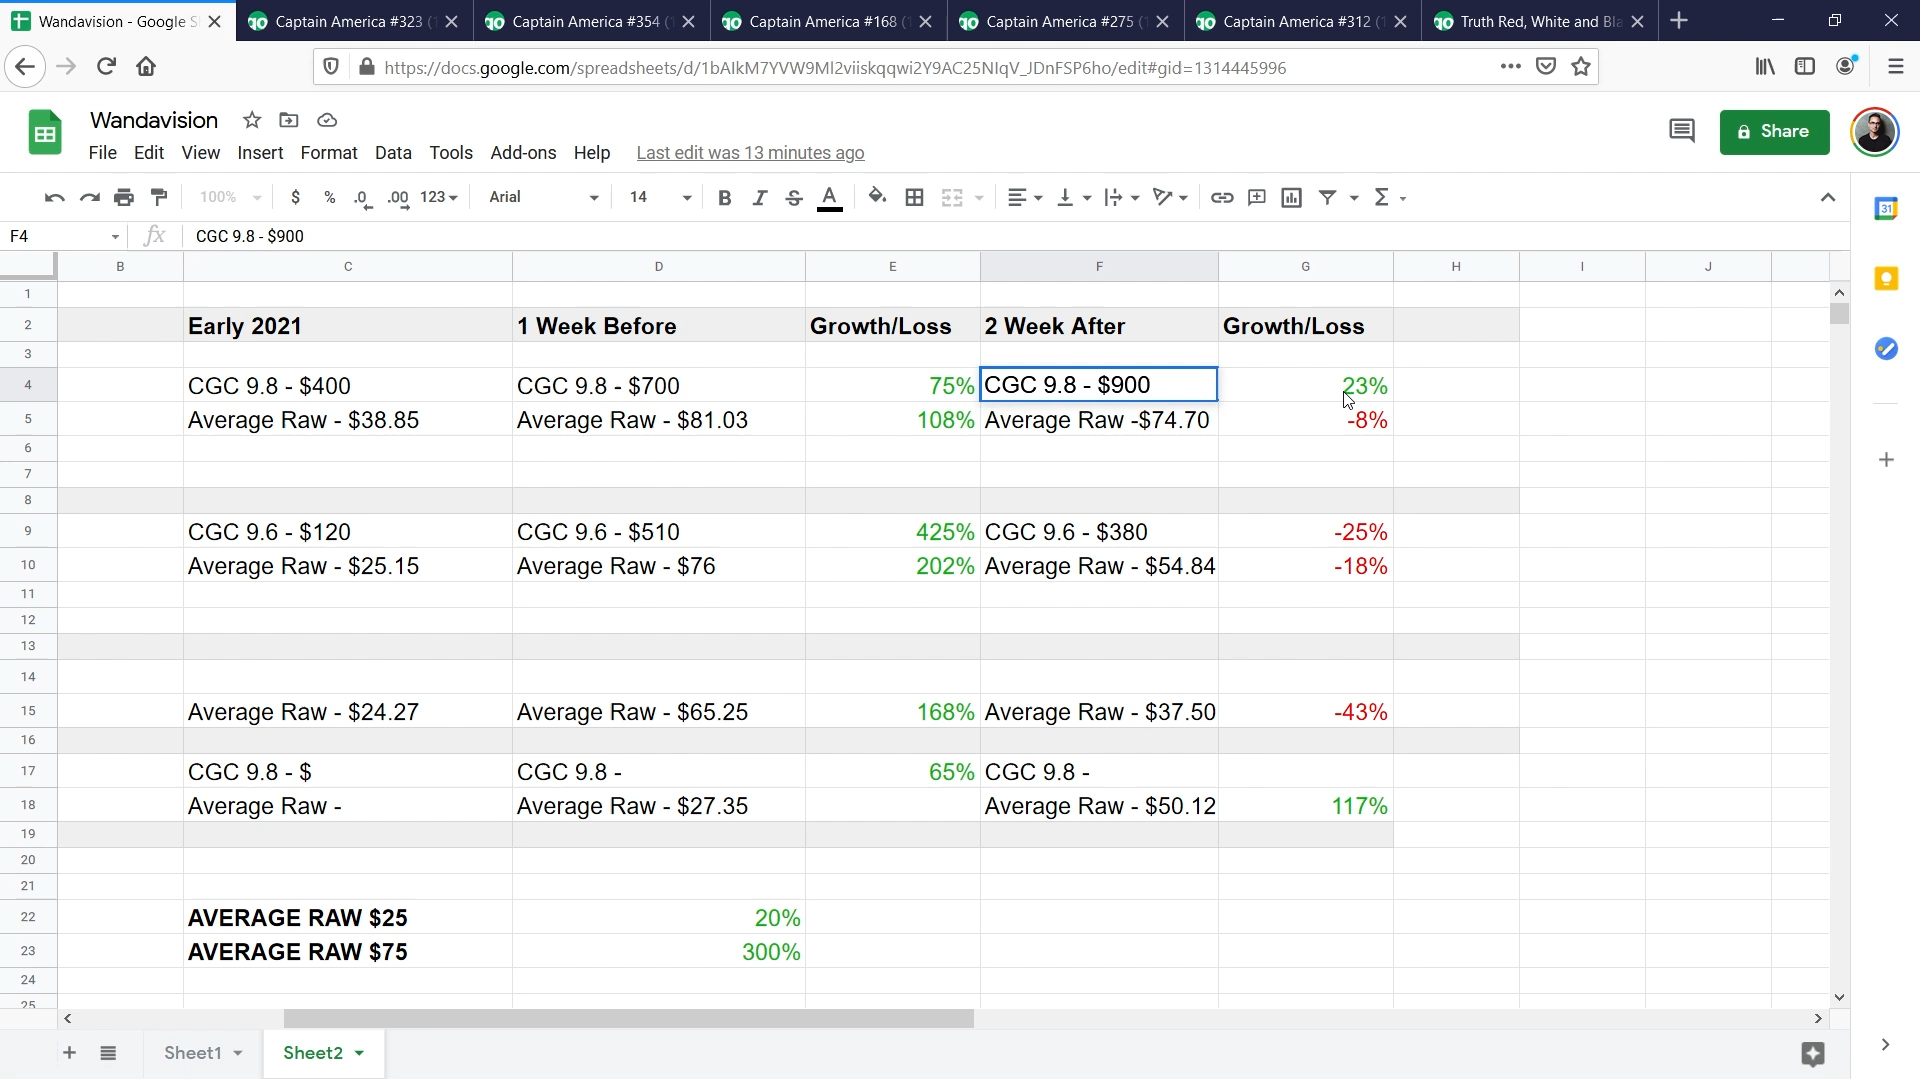 Wandavision - Google S
Captain America #323 (
Captain America #354 (
Captain America #168 (
Captain America #275 (
Captain America #312 (
Truth Red, White and Bla
https://docs.google.com/spreadsheets/d/1bAlkM7YVW9Ml2viiskqqwi2Y9AC25NlqV_JDnFSP6ho/edit#gid=1314445996
Wandavision
File Edit View Insert Format Data Tools Add-ons Help Last edit was 13 minutes ago
Share
100% $ % .0 .00 123 Arial 14 B I S A
31
F4 fx CGC 9.8 - $900
B C D E F G H I J
1
2 Early 2021 1 Week Before Growth/Loss 2 Week After Growth/Loss
3
4 CGC 9.8 - $400 CGC 9.8 - $700 75% CGC 9.8 - $900 23%
5 Average Raw - $38.85 Average Raw - $81.03 108% Average Raw -$74.70 -8%
6
7
8
9 CGC 9.6 - $120 CGC 9.6 - $510 425% CGC 9.6 - $380 -25%
10 Average Raw - $25.15 Average Raw - $76 202% Average Raw - $54.84 -18%
11
12
13
14
15 Average Raw - $24.27 Average Raw - $65.25 168% Average Raw - $37.50 -43%
16
17 CGC 9.8 - $ CGC 9.8 - 65% CGC 9.8 -
18 Average Raw - Average Raw - $27.35 Average Raw - $50.12 117%
19
20
21
22 AVERAGE RAW $25 20%
23 AVERAGE RAW $75 300%
24
25
Sheet1 Sheet2